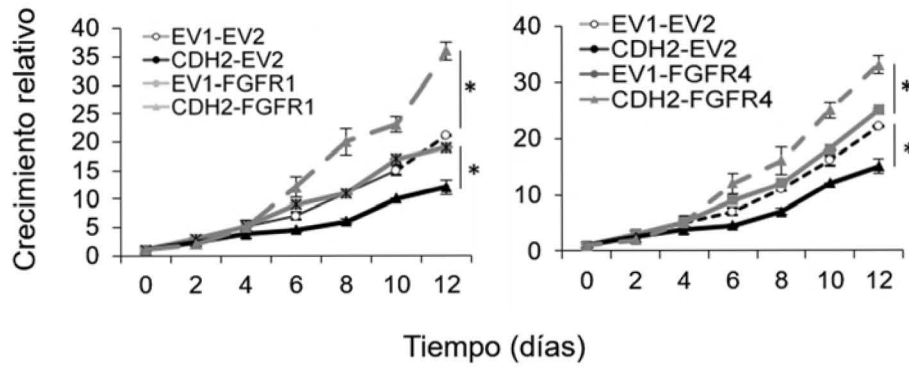 Crecimiento relativo
40
35
30
25
20
15
10
5
0
EV1-EV2
CDH2-EV2
EV1-FGFR1
CDH2-FGFR1
*
*
0 2 4 6 8 10 12
40
30
20
10
0
EV1-EV2
CDH2-EV2
EV1-FGFR4
CDH2-FGFR4
*
*
0 2 4 6 8 10 12
Tiempo (días)